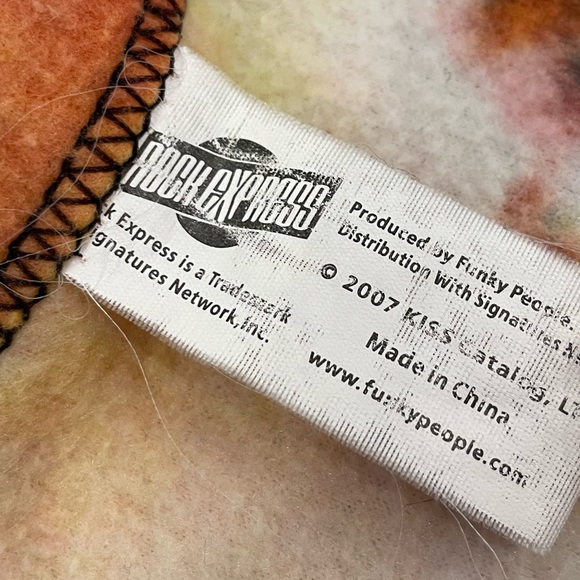 ROCK EXPRESS
k Express is a Trademark
gnatures Network, Inc.
Produced by Funky People.
Distribution With Signatures N
© 2007 KISS Catalog, L
Made in China
www.funkypeople.com